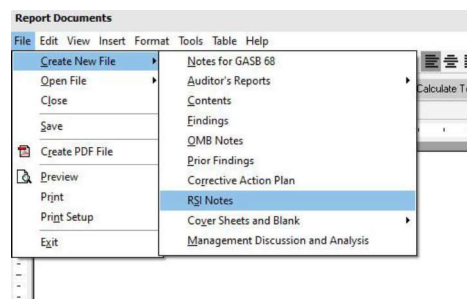 Report Documents
File Edit View Insert Format Tools Table Help
Create New File
Open File
Close
Save
Create PDF File
Preview
Print
Print Setup
Exit
Notes for GASB 68
Auditor's Reports
Contents
Findings
OMB Notes
Prior Findings
Corrective Action Plan
RSI Notes
Cover Sheets and Blank
Management Discussion and Analysis
Calculate T